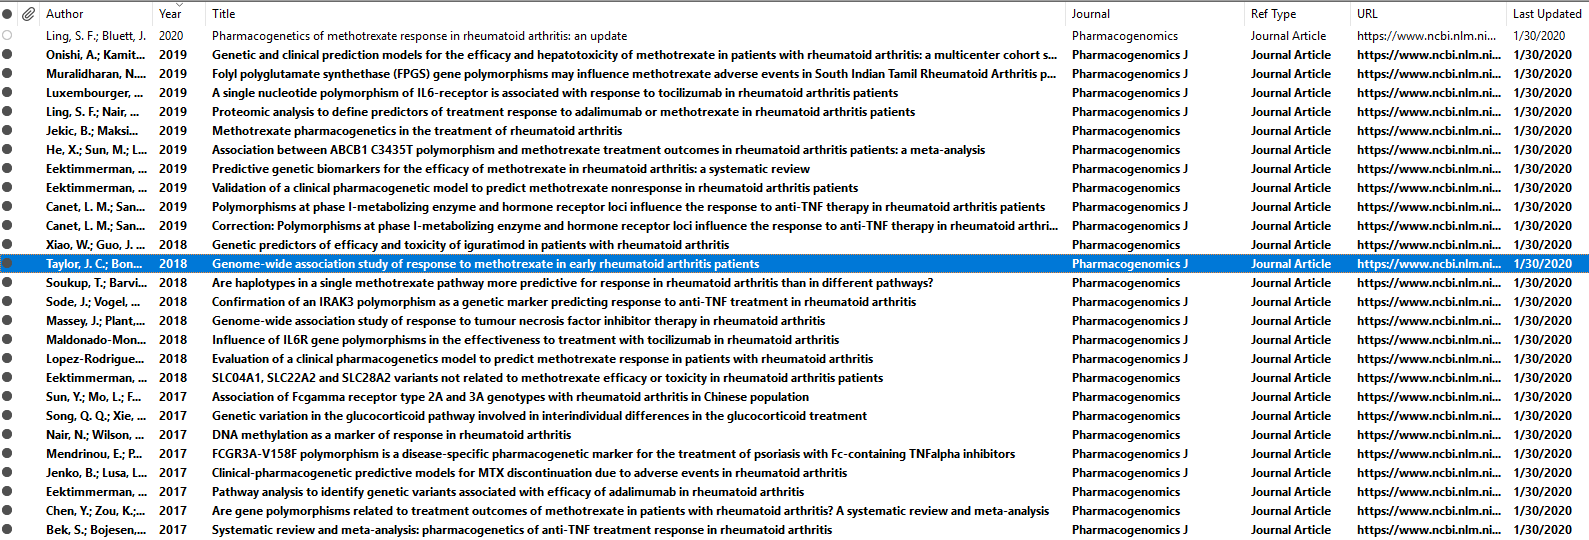 Author Year Title Journal Ref Type URL Last Updated
Ling, S. F.; Bluett, J. 2020 Pharmacogenetics of methotrexate response in rheumatoid arthritis: an update Pharmacogenomics Journal Article https://www.ncbi.nlm.ni... 1/30/2020
Onishi, A.; Kamit... 2019 Genetic and clinical prediction models for the efficacy and hepatotoxicity of methotrexate in patients with rheumatoid arthritis: a multicenter cohort s... Pharmacogenomics J Journal Article https://www.ncbi.nlm.ni... 1/30/2020
Muralidharan, N.... 2019 Folyl polyglutamate synthethase (FPGS) gene polymorphisms may influence methotrexate adverse events in South Indian Tamil Rheumatoid Arthritis p... Pharmacogenomics J Journal Article https://www.ncbi.nlm.ni... 1/30/2020
Luxembourger, ... 2019 A single nucleotide polymorphism of IL6-receptor is associated with response to tocilizumab in rheumatoid arthritis patients Pharmacogenomics J Journal Article https://www.ncbi.nlm.ni... 1/30/2020
Ling, S. F.; Nair, ... 2019 Proteomic analysis to define predictors of treatment response to adalimumab or methotrexate in rheumatoid arthritis patients Pharmacogenomics J Journal Article https://www.ncbi.nlm.ni... 1/30/2020
Jekic, B.; Maksi... 2019 Methotrexate pharmacogenetics in the treatment of rheumatoid arthritis Pharmacogenomics Journal Article https://www.ncbi.nlm.ni... 1/30/2020
He, X.; Sun, M.; L... 2019 Association between ABCB1 C3435T polymorphism and methotrexate treatment outcomes in rheumatoid arthritis patients: a meta-analysis Pharmacogenomics Journal Article https://www.ncbi.nlm.ni... 1/30/2020
Eektimmerman, ... 2019 Predictive genetic biomarkers for the efficacy of methotrexate in rheumatoid arthritis: a systematic review Pharmacogenomics J Journal Article https://www.ncbi.nlm.ni... 1/30/2020
Eektimmerman, ... 2019 Validation of a clinical pharmacogenetic model to predict methotrexate nonresponse in rheumatoid arthritis patients Pharmacogenomics Journal Article https://www.ncbi.nlm.ni... 1/30/2020
Canet, L. M.; San... 2019 Polymorphisms at phase I-metabolizing enzyme and hormone receptor loci influence the response to anti-TNF therapy in rheumatoid arthritis patients Pharmacogenomics J Journal Article https://www.ncbi.nlm.ni... 1/30/2020
Canet, L. M.; San... 2019 Correction: Polymorphisms at phase I-metabolizing enzyme and hormone receptor loci influence the response to anti-TNF therapy in rheumatoid arthri... Pharmacogenomics J Journal Article https://www.ncbi.nlm.ni... 1/30/2020
Xiao, W.; Guo, J. ... 2018 Genetic predictors of efficacy and toxicity of iguratimod in patients with rheumatoid arthritis Pharmacogenomics Journal Article https://www.ncbi.nlm.ni... 1/30/2020
Taylor, J. C.; Bon... 2018 Genome-wide association study of response to methotrexate in early rheumatoid arthritis patients Pharmacogenomics J Journal Article https://www.ncbi.nlm.ni... 1/30/2020
Soukup, T.; Barvi... 2018 Are haplotypes in a single methotrexate pathway more predictive for response in rheumatoid arthritis than in different pathways? Pharmacogenomics Journal Article https://www.ncbi.nlm.ni... 1/30/2020
Sode, J.; Vogel, ... 2018 Confirmation of an IRAK3 polymorphism as a genetic marker predicting response to anti-TNF treatment in rheumatoid arthritis Pharmacogenomics J Journal Article https://www.ncbi.nlm.ni... 1/30/2020
Massey, J.; Plant,... 2018 Genome-wide association study of response to tumour necrosis factor inhibitor therapy in rheumatoid arthritis Pharmacogenomics J Journal Article https://www.ncbi.nlm.ni... 1/30/2020
Maldonado-Mon... 2018 Influence of IL6R gene polymorphisms in the effectiveness to treatment with tocilizumab in rheumatoid arthritis Pharmacogenomics J Journal Article https://www.ncbi.nlm.ni... 1/30/2020
Lopez-Rodrigue... 2018 Evaluation of a clinical pharmacogenetics model to predict methotrexate response in patients with rheumatoid arthritis Pharmacogenomics J Journal Article https://www.ncbi.nlm.ni... 1/30/2020
Eektimmerman, ... 2018 SLC04A1, SLC22A2 and SLC28A2 variants not related to methotrexate efficacy or toxicity in rheumatoid arthritis patients Pharmacogenomics Journal Article https://www.ncbi.nlm.ni... 1/30/2020
Sun, Y.; Mo, L.; F... 2017 Association of Fcgamma receptor type 2A and 3A genotypes with rheumatoid arthritis in Chinese population Pharmacogenomics Journal Article https://www.ncbi.nlm.ni... 1/30/2020
Song, Q. Q.; Xie, ... 2017 Genetic variation in the glucocorticoid pathway involved in interindividual differences in the glucocorticoid treatment Pharmacogenomics Journal Article https://www.ncbi.nlm.ni... 1/30/2020
Nair, N.; Wilson, ... 2017 DNA methylation as a marker of response in rheumatoid arthritis Pharmacogenomics Journal Article https://www.ncbi.nlm.ni... 1/30/2020
Mendrinou, E.; P... 2017 FCGR3A-V158F polymorphism is a disease-specific pharmacogenetic marker for the treatment of psoriasis with Fc-containing TNFalpha inhibitors Pharmacogenomics J Journal Article https://www.ncbi.nlm.ni... 1/30/2020
Jenko, B.; Lusa, L... 2017 Clinical-pharmacogenetic predictive models for MTX discontinuation due to adverse events in rheumatoid arthritis Pharmacogenomics J Journal Article https://www.ncbi.nlm.ni... 1/30/2020
Eektimmerman, ... 2017 Pathway analysis to identify genetic variants associated with efficacy of adalimumab in rheumatoid arthritis Pharmacogenomics Journal Article https://www.ncbi.nlm.ni... 1/30/2020
Chen, Y.; Zou, K.;... 2017 Are gene polymorphisms related to treatment outcomes of methotrexate in patients with rheumatoid arthritis? A systematic review and meta-analysis Pharmacogenomics Journal Article https://www.ncbi.nlm.ni... 1/30/2020
Bek, S.; Bojesen,... 2017 Systematic review and meta-analysis: pharmacogenetics of anti-TNF treatment response in rheumatoid arthritis Pharmacogenomics J Journal Article https://www.ncbi.nlm.ni... 1/30/2020